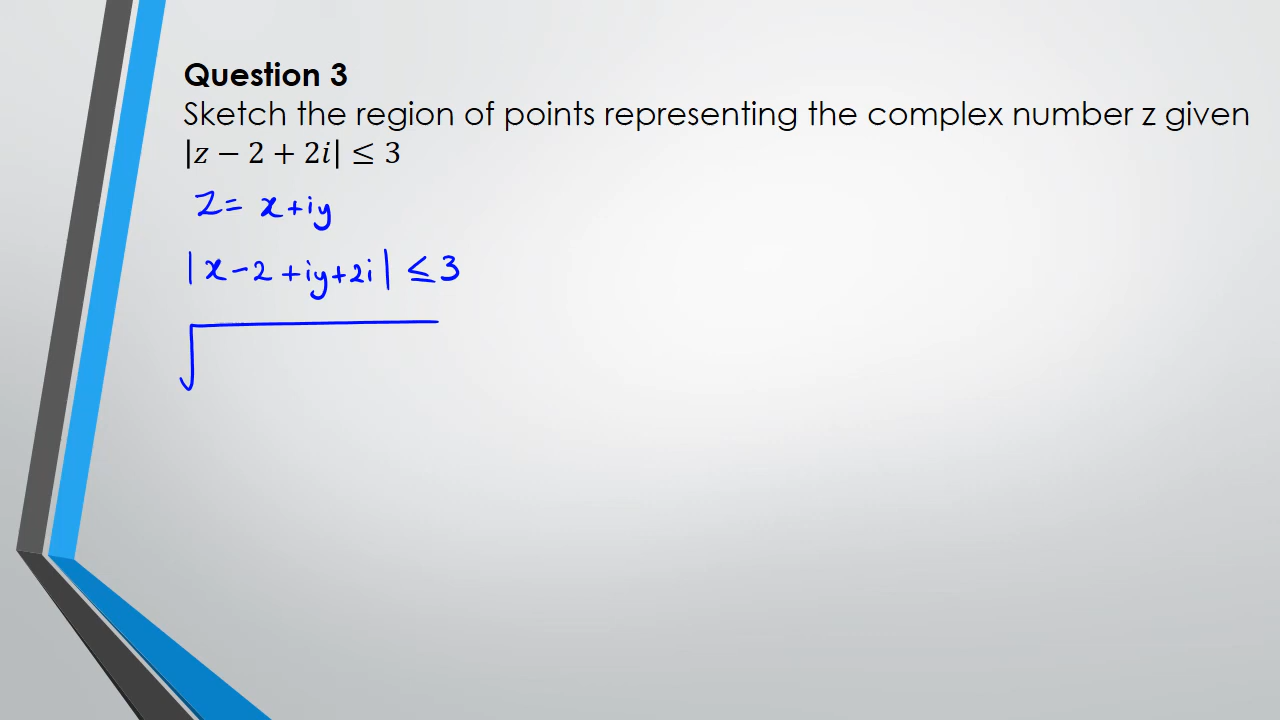 Question 3
Sketch the region of points representing the complex number z given
|z − 2 + 2i| ≤ 3
z = x+iy
|x-2+iy+2i| ≤ 3
√